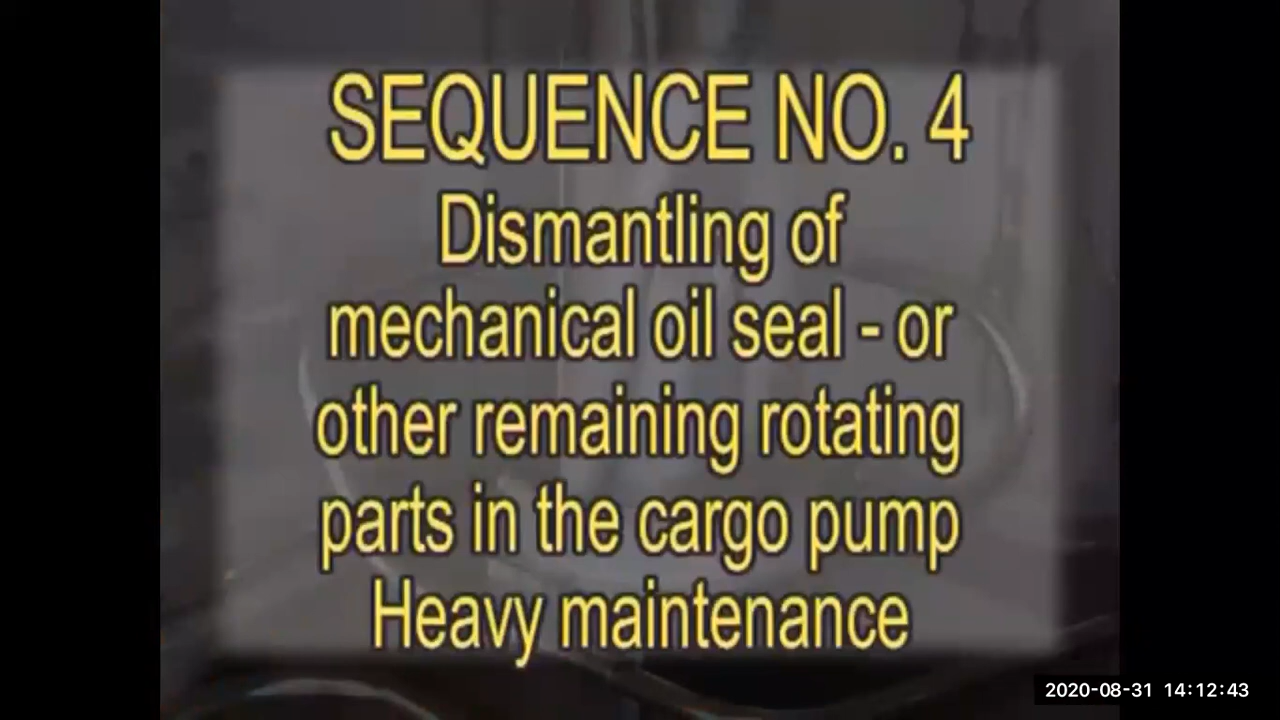 SEQUENCE NO. 4
Dismantling of
mechanical oil seal - or
other remaining rotating
parts in the cargo pump
Heavy maintenance
2020-08-31 14:12:43